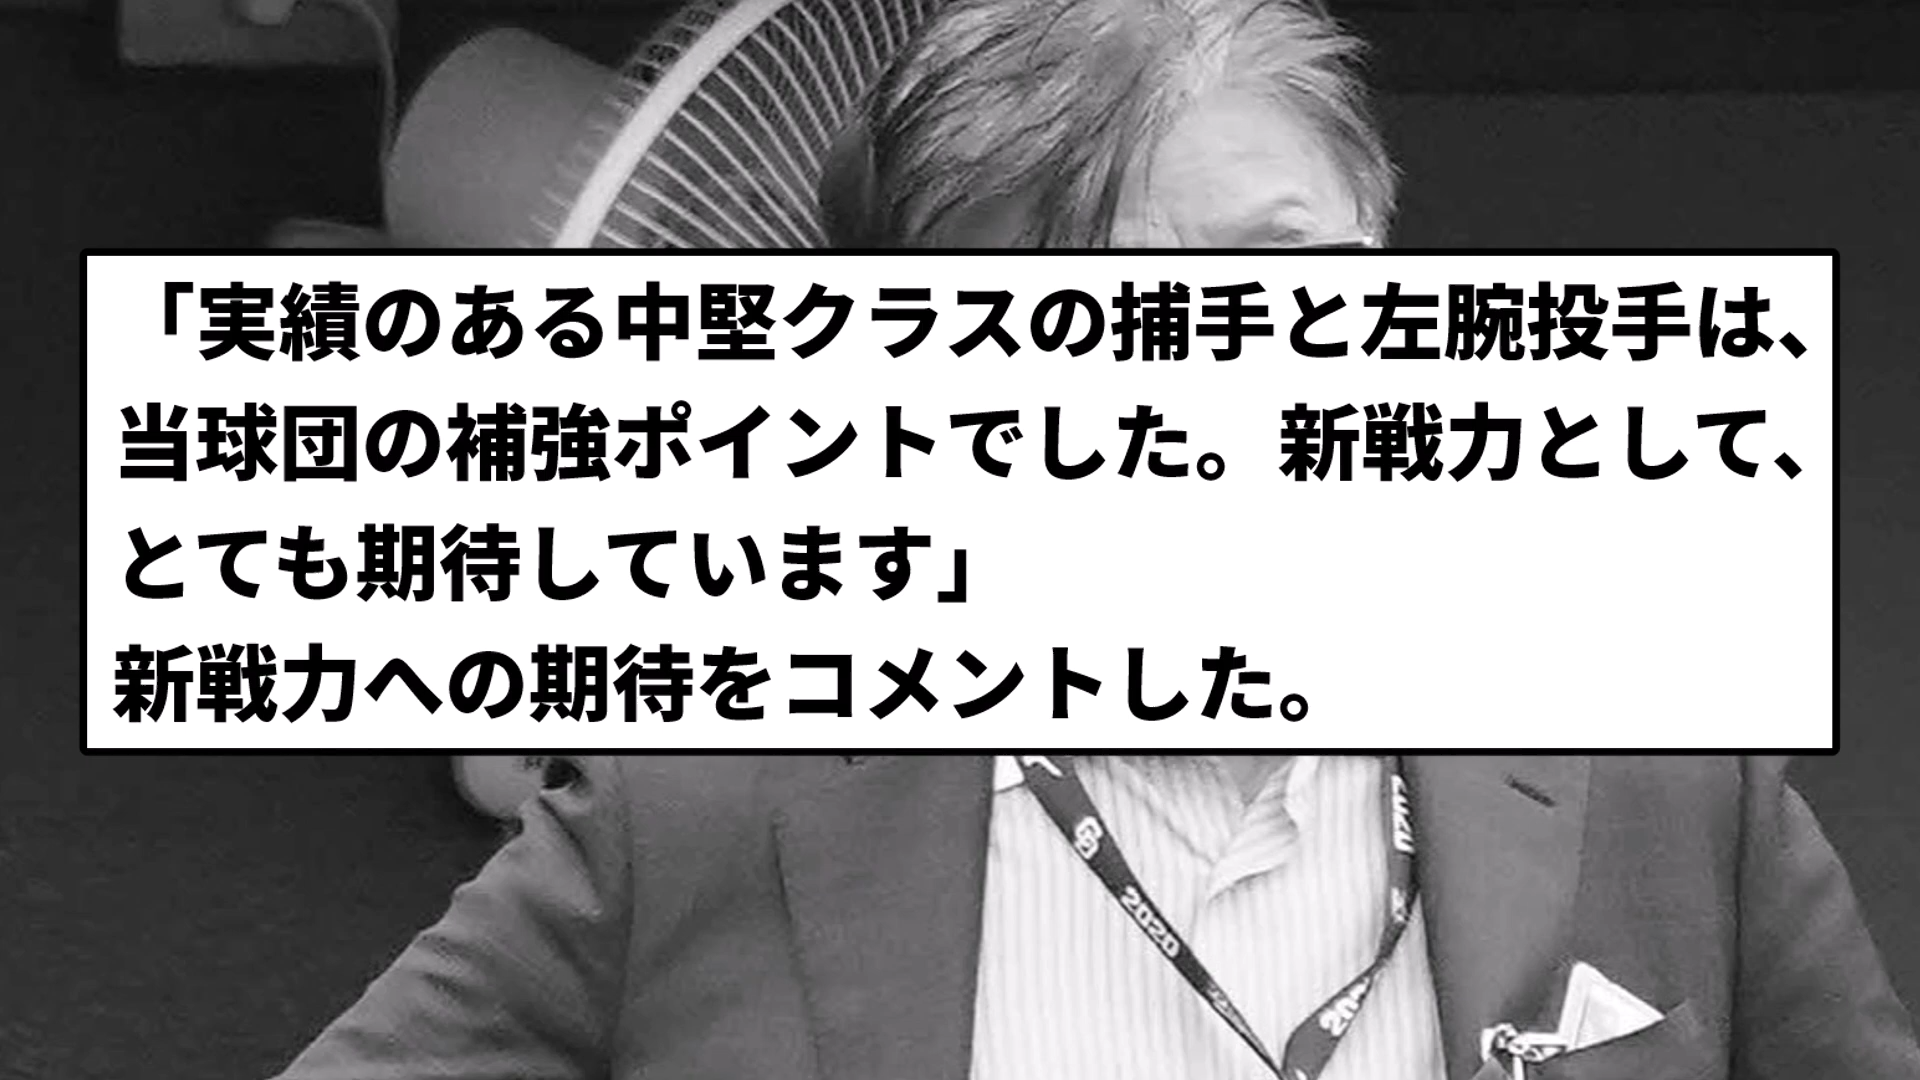 「実績のある中堅クラスの捕手と左腕投手は、
当球団の補強ポイントでした。新戦力として、
とても期待しています」
新戦力への期待をコメントした。
CD
2020